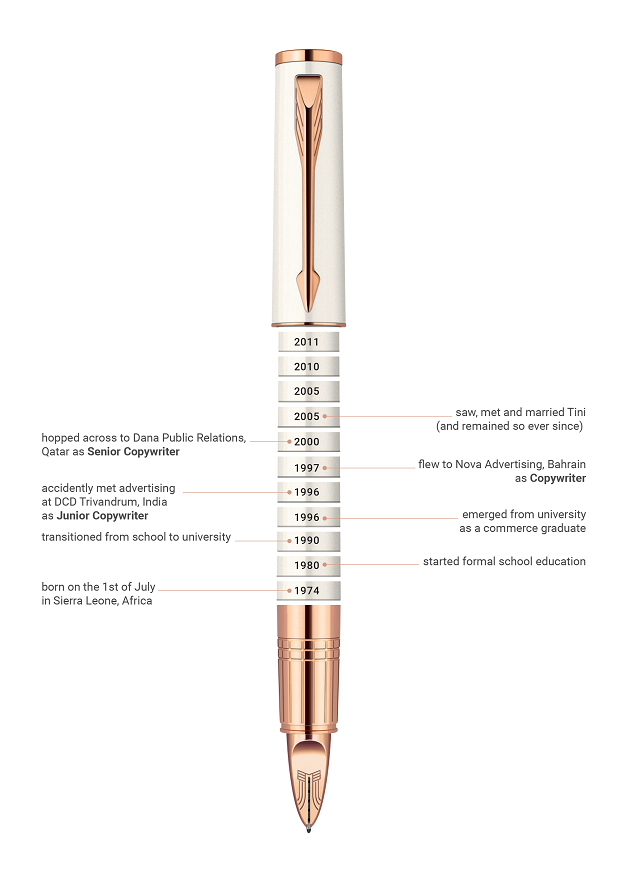 2011
2010
2005
2005
saw, met and married Tini
(and remained so ever since)
hopped across to Dana Public Relations,
Qatar as Senior Copywriter
2000
1997
flew to Nova Advertising, Bahrain
as Copywriter
accidently met advertising
at DCD Trivandrum, India
as Junior Copywriter
1996
1996
emerged from university
as a commerce graduate
transitioned from school to university
1990
1980
started formal school education
born on the 1st of July
in Sierra Leone, Africa
1974